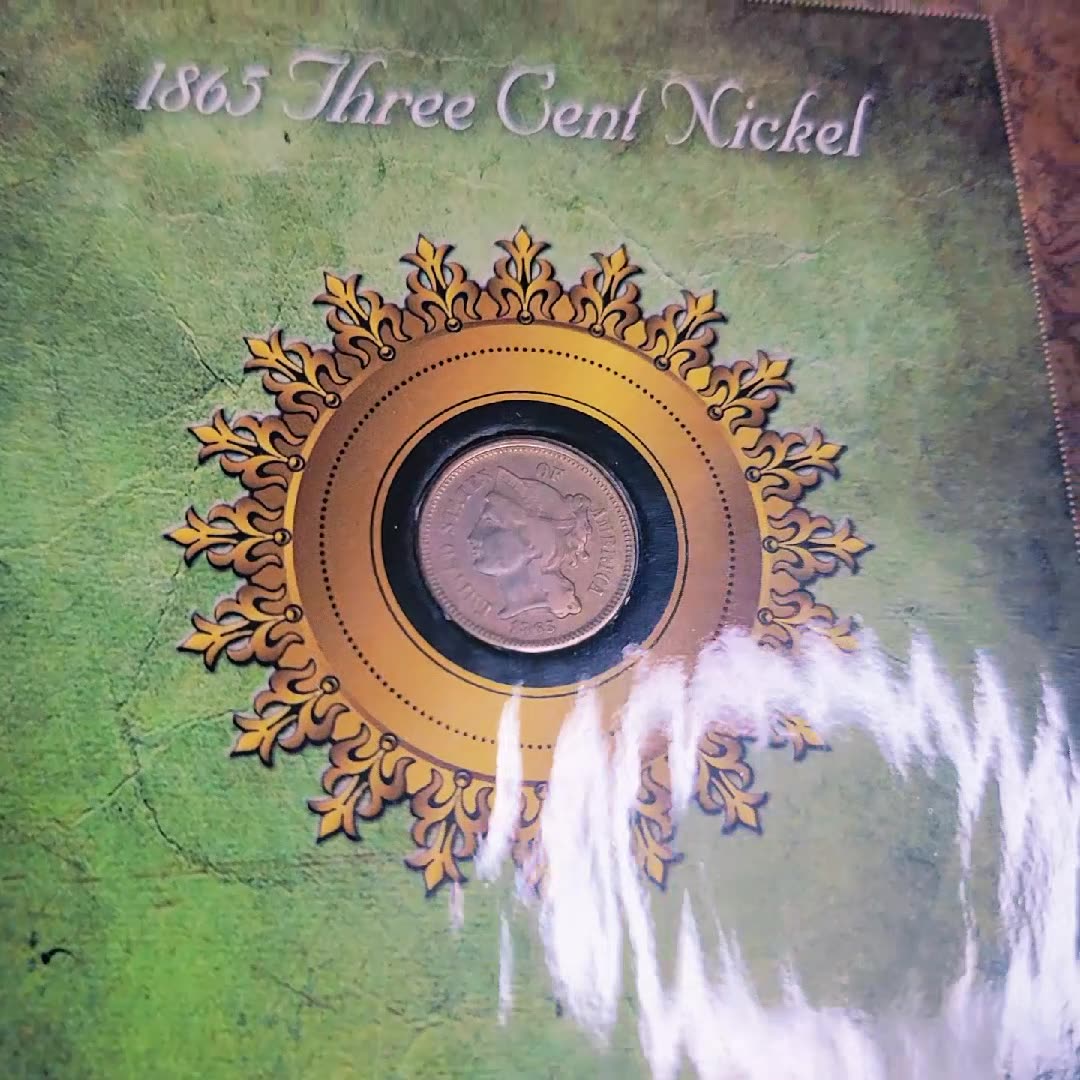 1865 Three Cent Nickel
UNITED STATES OF AMERICA
1865